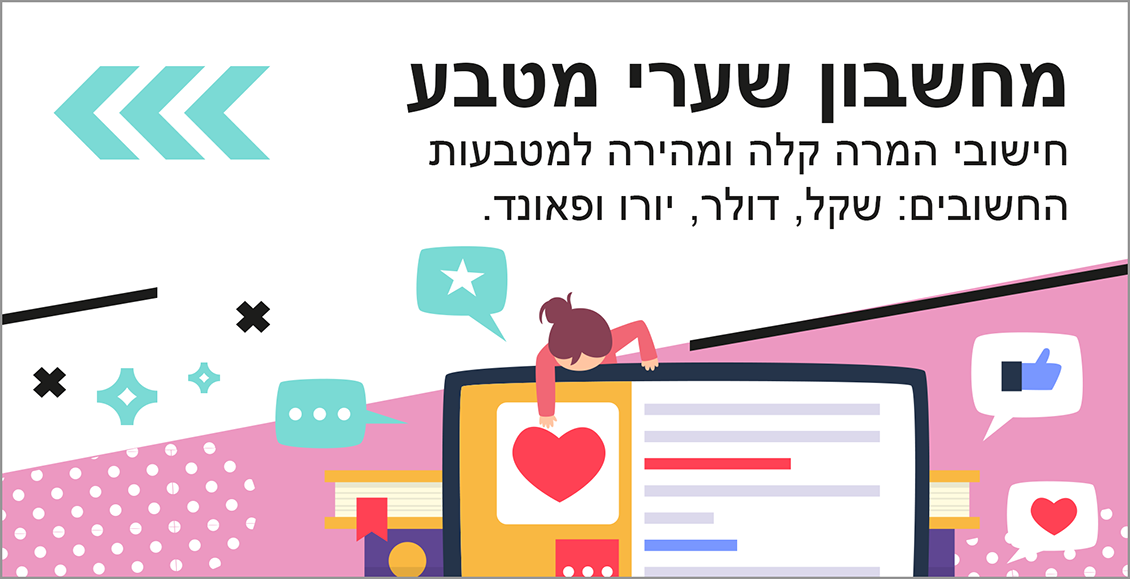 מחשבון שערי מטבע
חישובי המרה קלה ומהירה למטבעות
החשובים: שקל, דולר, יורו ופאונד.